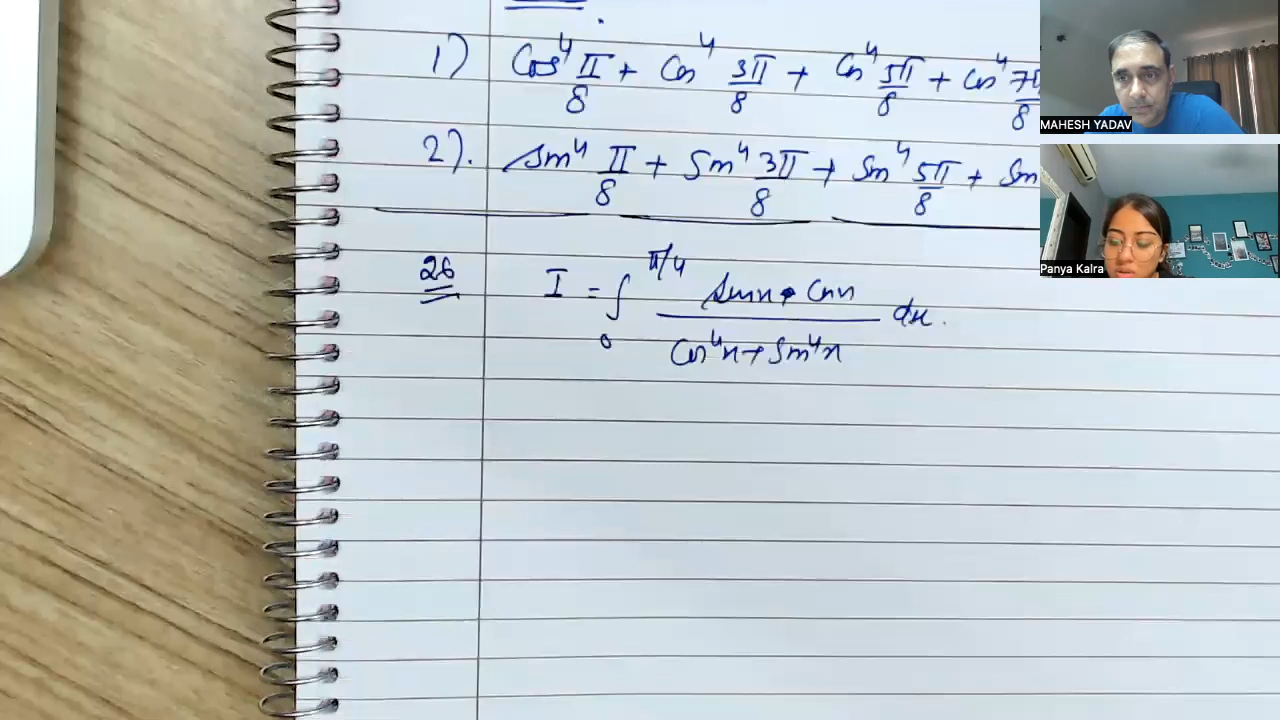 1) Cos⁴ π/8 + Cos⁴ 3π/8 + Cos⁴ 5π/8 + Cos⁴ 7π/8
2). Sin⁴ π/8 + Sin⁴ 3π/8 + Sin⁴ 5π/8 + Sin
26 I = ∫₀^π/4 Sinx • Cosx / Cos⁴x + Sin⁴x dx.
MAHESH YADAV
Panya Kalra